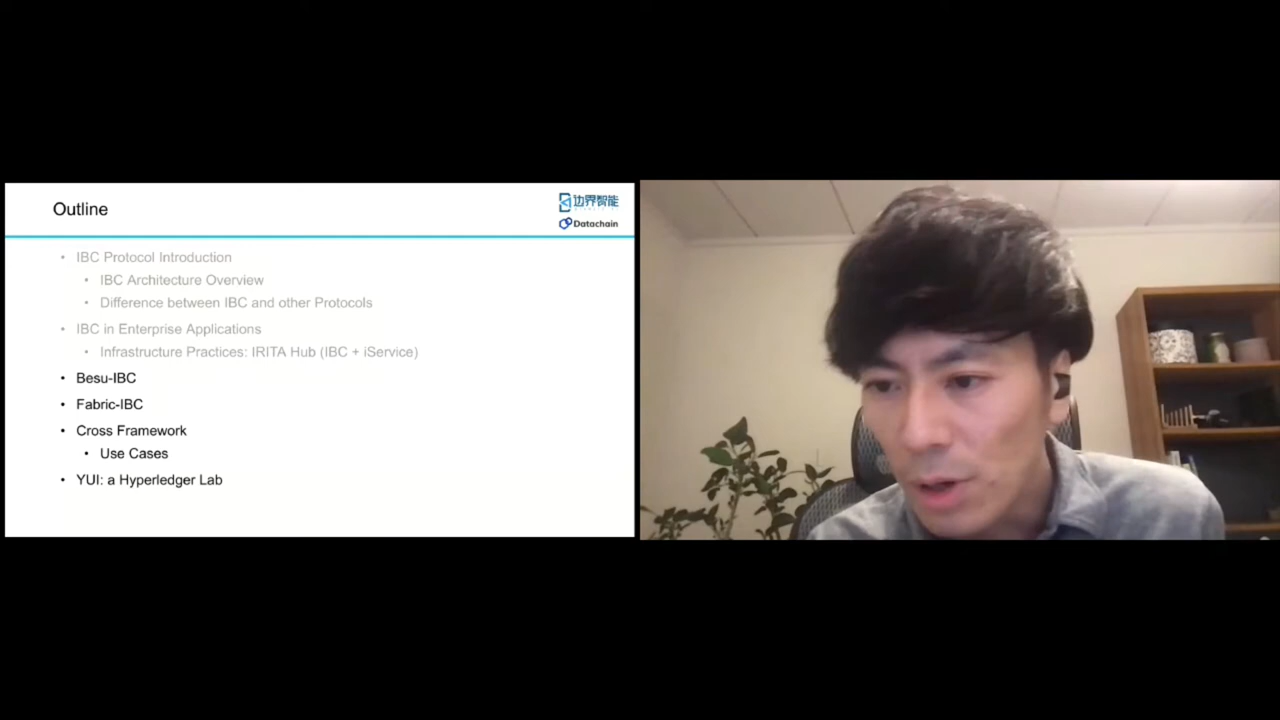 Outline
边界智能
Datachain
• IBC Protocol Introduction
• IBC Architecture Overview
• Difference between IBC and other Protocols
• IBC in Enterprise Applications
• Infrastructure Practices: IRITA Hub (IBC + iService)
• Besu-IBC
• Fabric-IBC
• Cross Framework
• Use Cases
• YUI: a Hyperledger Lab